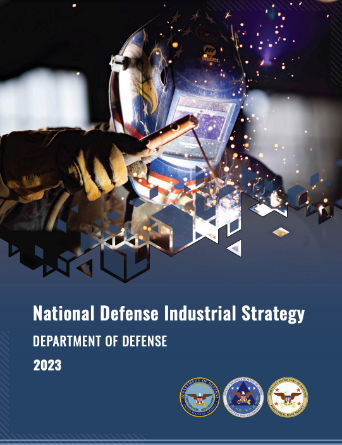 National Defense Industrial Strategy
DEPARTMENT OF DEFENSE
2023